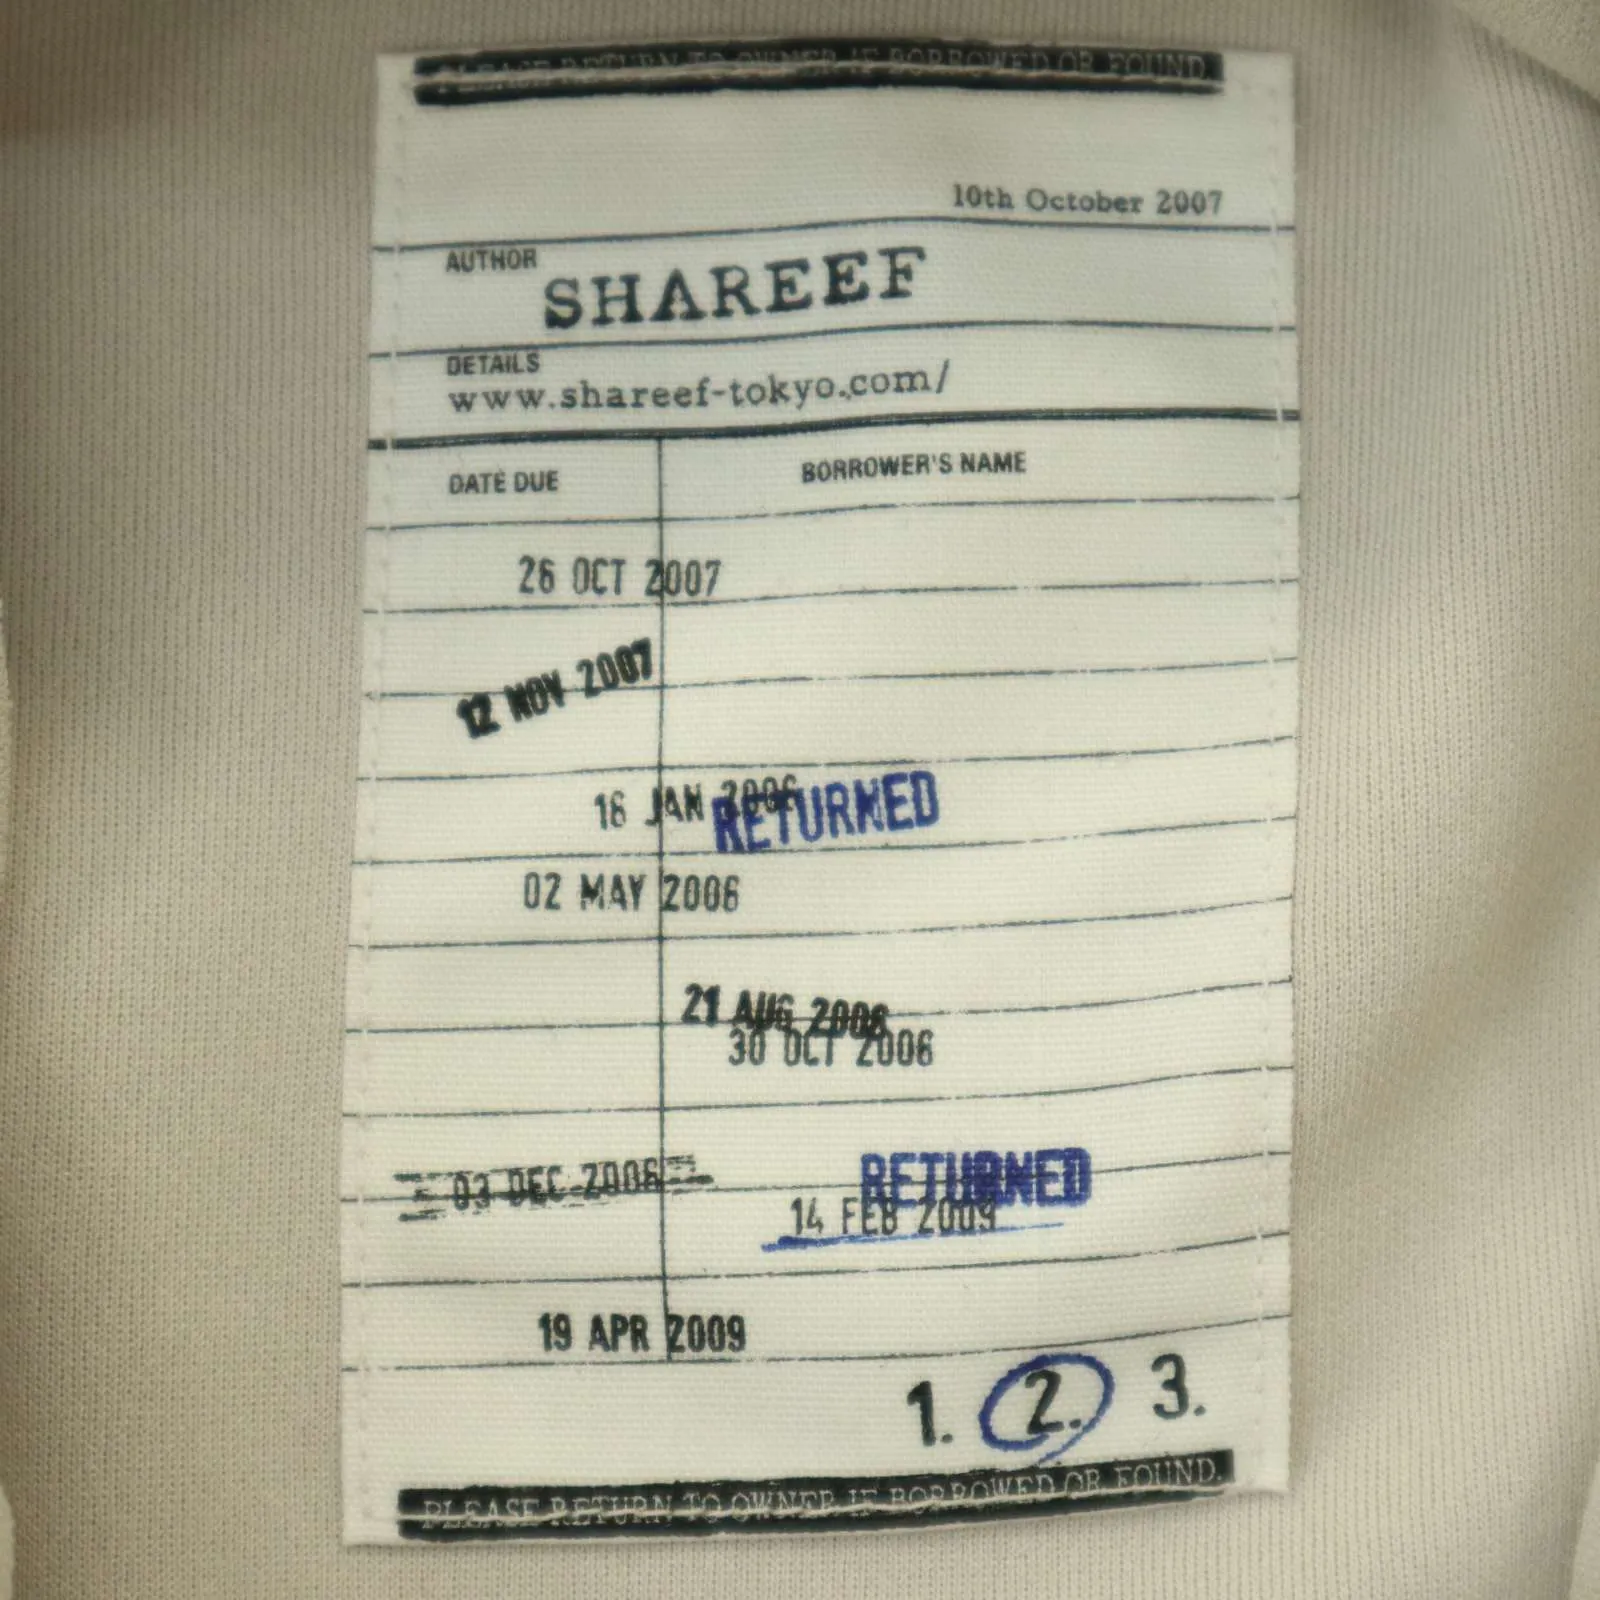 PLEASE RETURN TO OWNER IF BORROWED OR FOUND.
10th October 2007
AUTHOR
SHAREEF
DETAILS
www.shareef-tokyo.com/
DATE DUE
BORROWER'S NAME
26 OCT 2007
12 NOV 2007
16 JAN 2006
RETURNED
02 MAY 2006
21 AUG 2006
30 OCT 2006
03 DEC 2006
RETURNED
14 FEB 2009
19 APR 2009
1. 2. 3.
PLEASE RETURN TO OWNER IF BORROWED OR FOUND.